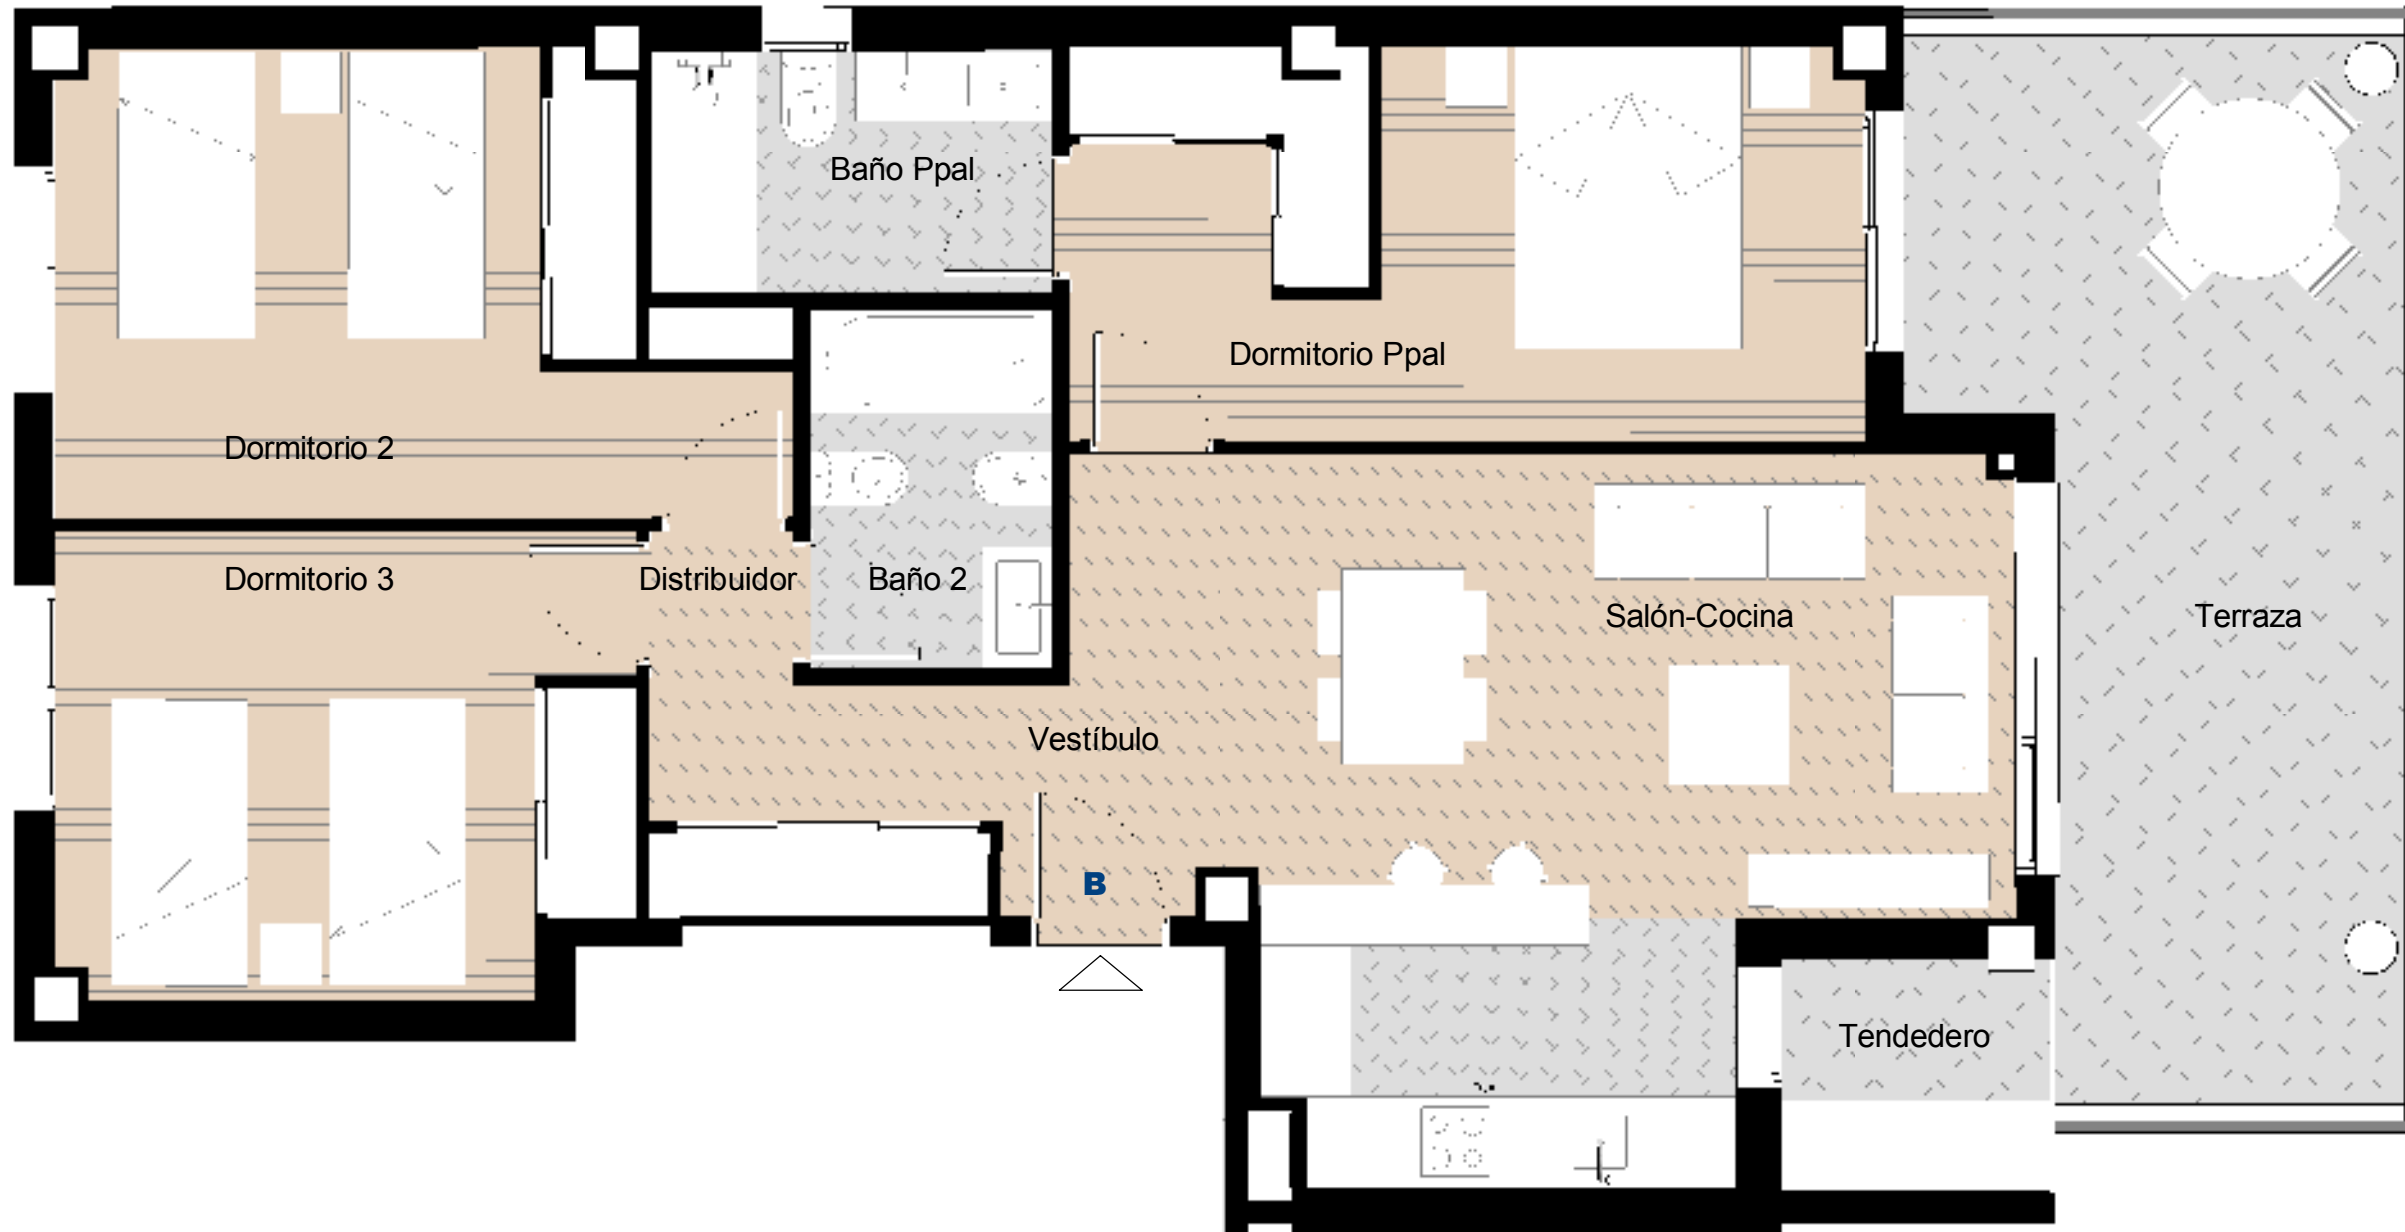 Baño Ppal
Dormitorio Ppal
Dormitorio 2
Dormitorio 3
Distribuidor
Baño 2
Salón-Cocina
Terraza
Vestíbulo
B
Tendedero